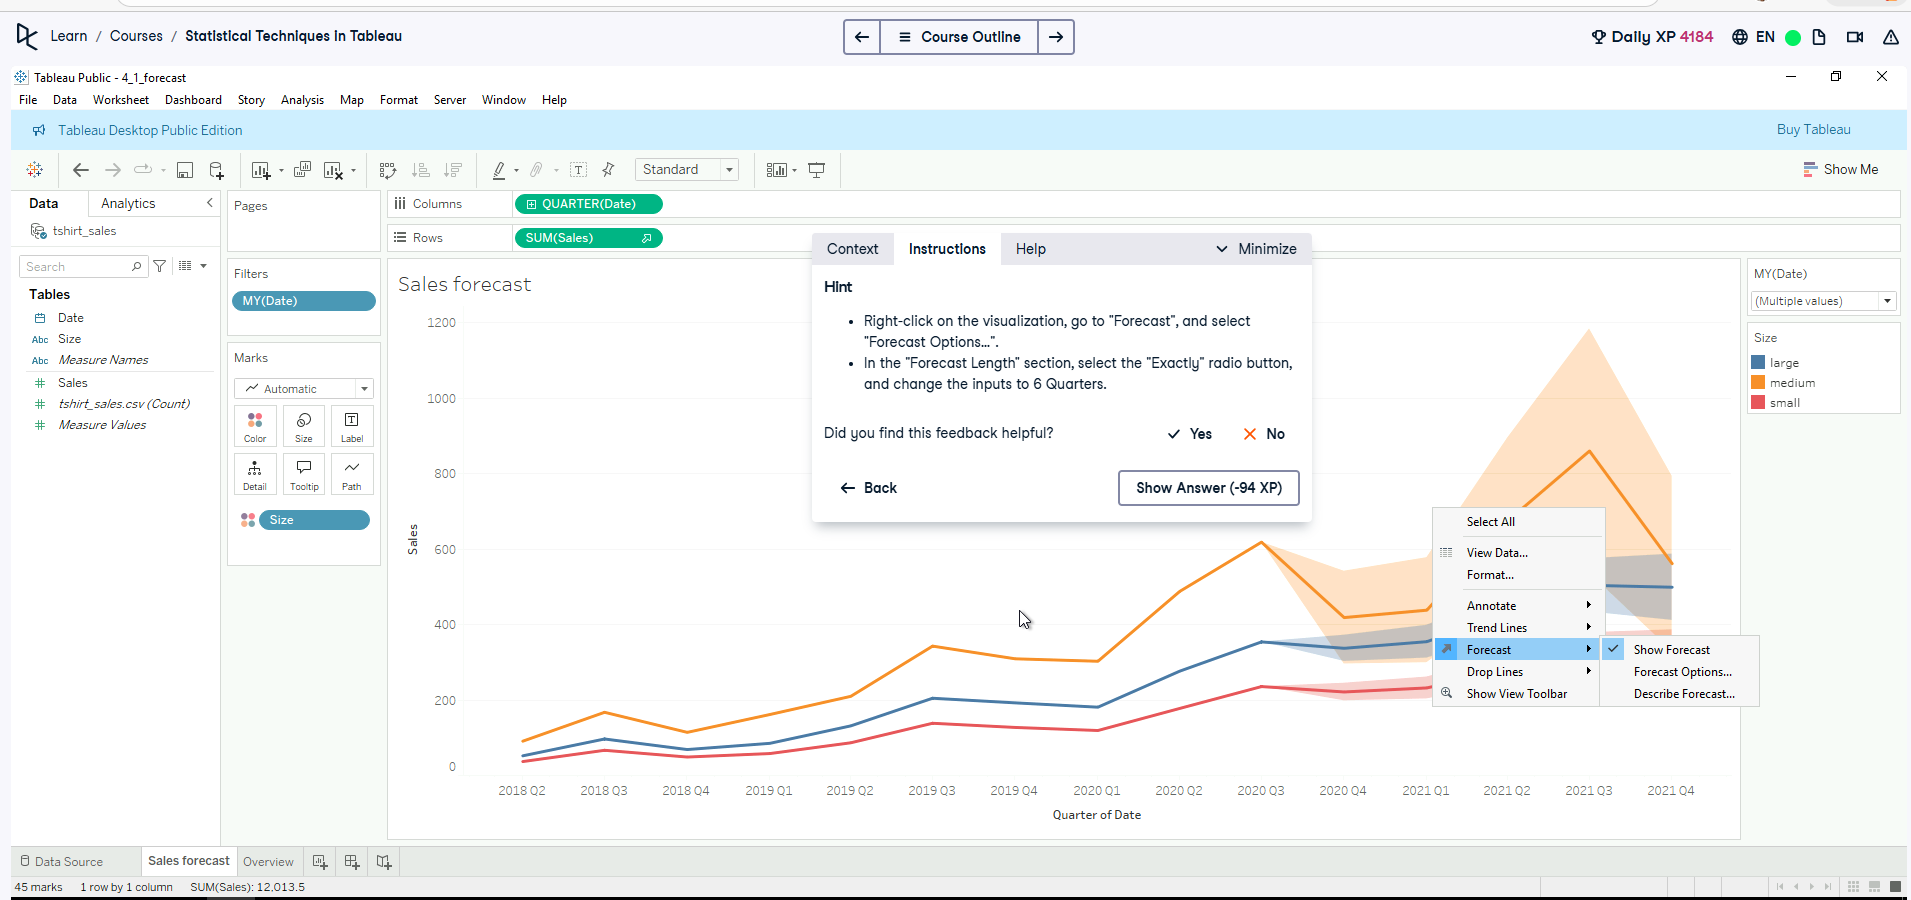 Learn / Courses / Statistical Techniques in Tableau
Course Outline
Daily XP 4184
EN
Tableau Public - 4_1_forecast
File Data Worksheet Dashboard Story Analysis Map Format Server Window Help
Tableau Desktop Public Edition
Buy Tableau
Standard
Show Me
Data
Analytics
tshirt_sales
Search
Tables
Date
Abc Size
Abc Measure Names
Sales
tshirt_sales.csv (Count)
Measure Values
Pages
Filters
MY(Date)
Marks
Automatic
Color Size Label
Detail Tooltip Path
Size
Columns
QUARTER(Date)
Rows
SUM(Sales)
Sales forecast
1200
1000
800
600
400
200
0
Sales
2018 Q2 2018 Q3 2018 Q4 2019 Q1 2019 Q2 2019 Q3 2019 Q4 2020 Q1 2020 Q2 2020 Q3 2020 Q4 2021 Q1 2021 Q2 2021 Q3 2021 Q4
Quarter of Date
Context
Instructions
Help
Minimize
Hint
• Right-click on the visualization, go to "Forecast", and select
"Forecast Options...".
• In the "Forecast Length" section, select the "Exactly" radio button,
and change the inputs to 6 Quarters.
Did you find this feedback helpful?
Yes
No
Back
Show Answer (-94 XP)
Select All
View Data...
Format...
Annotate
Trend Lines
Forecast
Drop Lines
Show View Toolbar
Show Forecast
Forecast Options...
Describe Forecast...
MY(Date)
(Multiple values)
Size
large
medium
small
Data Source
Sales forecast
Overview
45 marks 1 row by 1 column SUM(Sales): 12,013.5